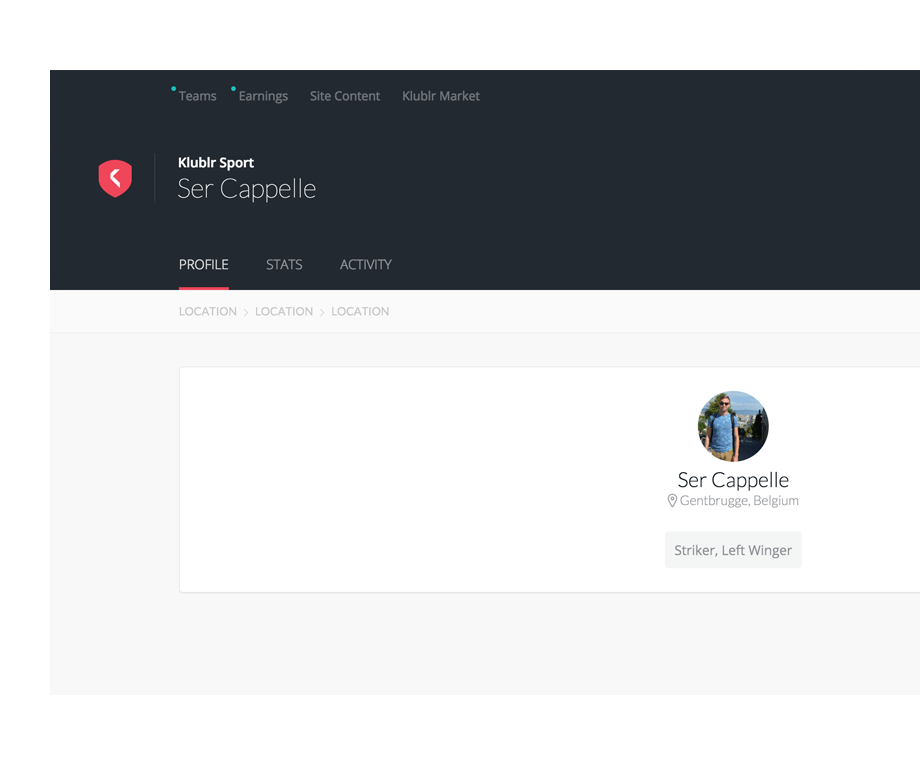 Teams Earnings Site Content Klublr Market
Klublr Sport
Ser Cappelle
PROFILE STATS ACTIVITY
LOCATION > LOCATION > LOCATION
Ser Cappelle
Gentbrugge, Belgium
Striker, Left Winger